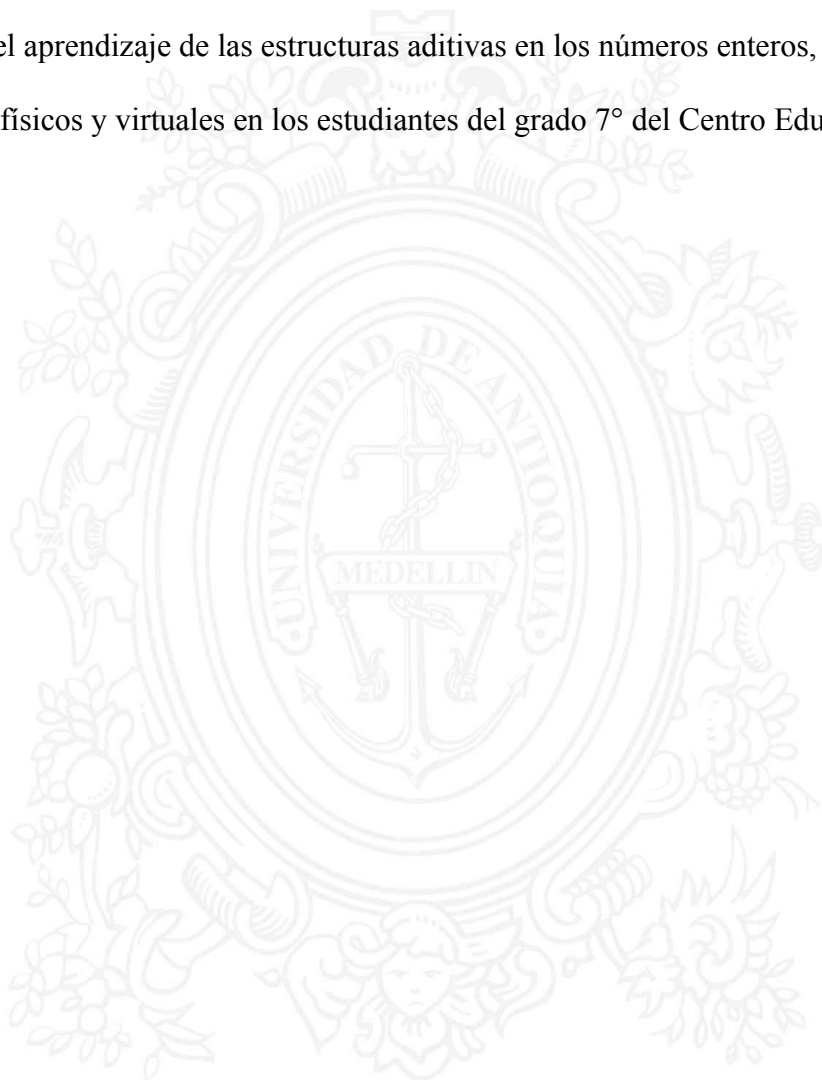 el aprendizaje de las estructuras aditivas en los números enteros,
físicos y virtuales en los estudiantes del grado 7° del Centro Edu
UNIVERSIDAD DE ANTIOQUIA
MEDELLIN